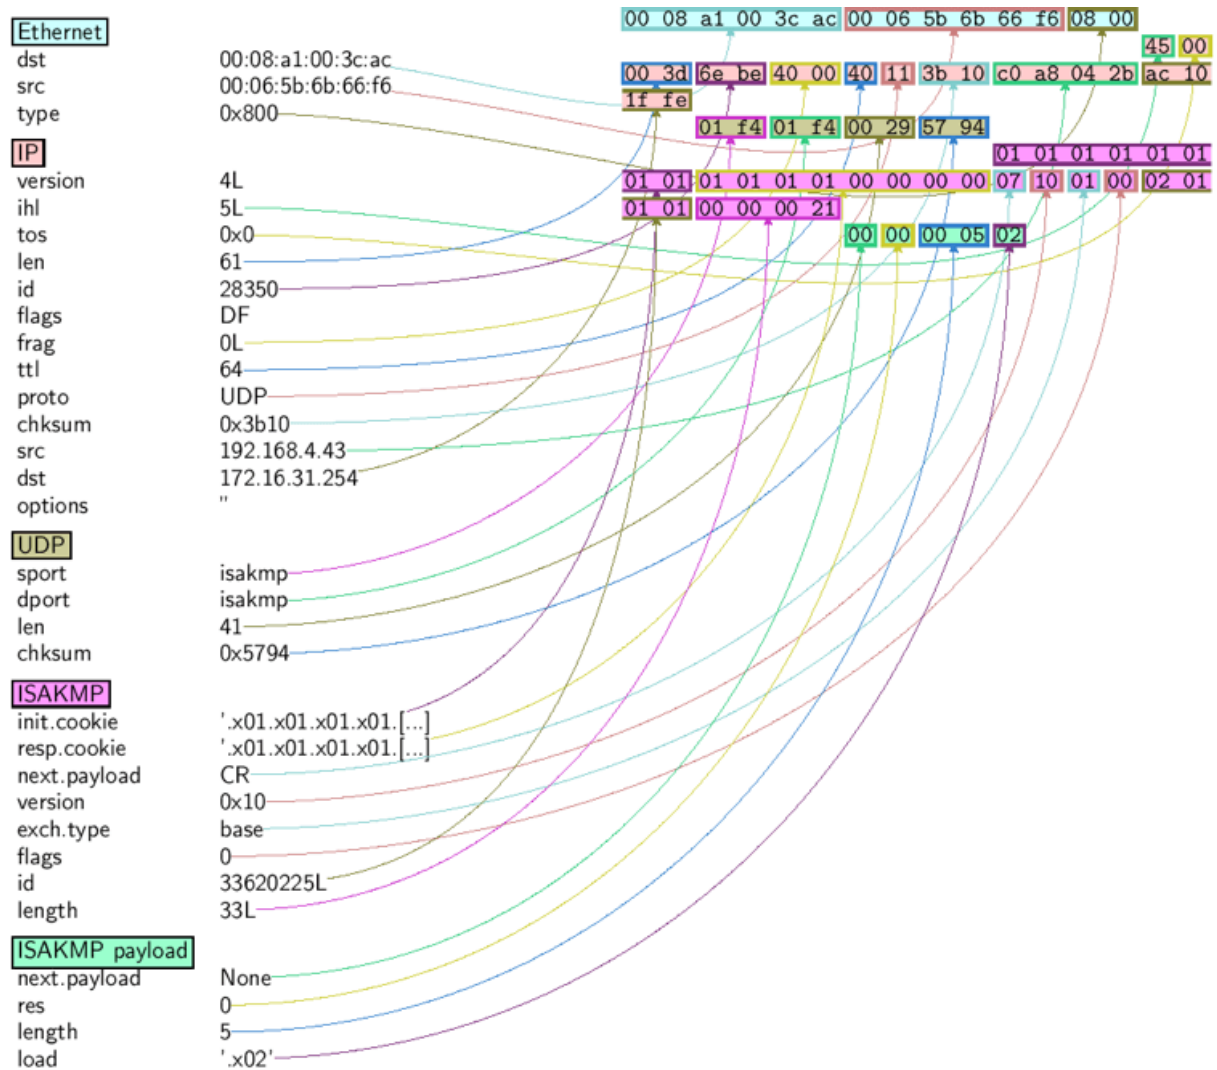 Ethernet
dst 00:08:a1:00:3c:ac
src 00:06:5b:6b:66:f6
type 0x800
IP
version 4L
ihl 5L
tos 0x0
len 61
id 28350
flags DF
frag 0L
ttl 64
proto UDP
chksum 0x3b10
src 192.168.4.43
dst 172.16.31.254
options ''
UDP
sport isakmp
dport isakmp
len 41
chksum 0x5794
ISAKMP
init.cookie '.x01.x01.x01.x01.[...]
resp.cookie '.x01.x01.x01.x01.[...]
next.payload CR
version 0x10
exch.type base
flags 0
id 33620225L
length 33L
ISAKMP payload
next.payload None
res 0
length 5
load '.x02'
00 08 a1 00 3c ac 00 06 5b 6b 66 f6 08 00
45 00
00 3d 6e be 40 00 40 11 3b 10 c0 a8 04 2b ac 10
1f fe
01 f4 01 f4 00 29 57 94
01 01 01 01 01 01
01 01 01 01 01 01 00 00 00 00 07 10 01 00 02 01
01 01 00 00 00 21
00 00 00 05 02